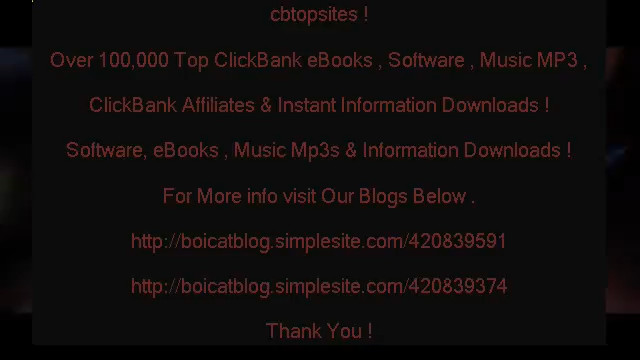 cbtopsites !
Over 100,000 Top ClickBank eBooks , Software , Music MP3 ,
ClickBank Affiliates & Instant Information Downloads !
Software, eBooks , Music Mp3s & Information Downloads !
For More info visit Our Blogs Below .
http://boicatblog.simplesite.com/420839591
http://boicatblog.simplesite.com/420839374
Thank You !